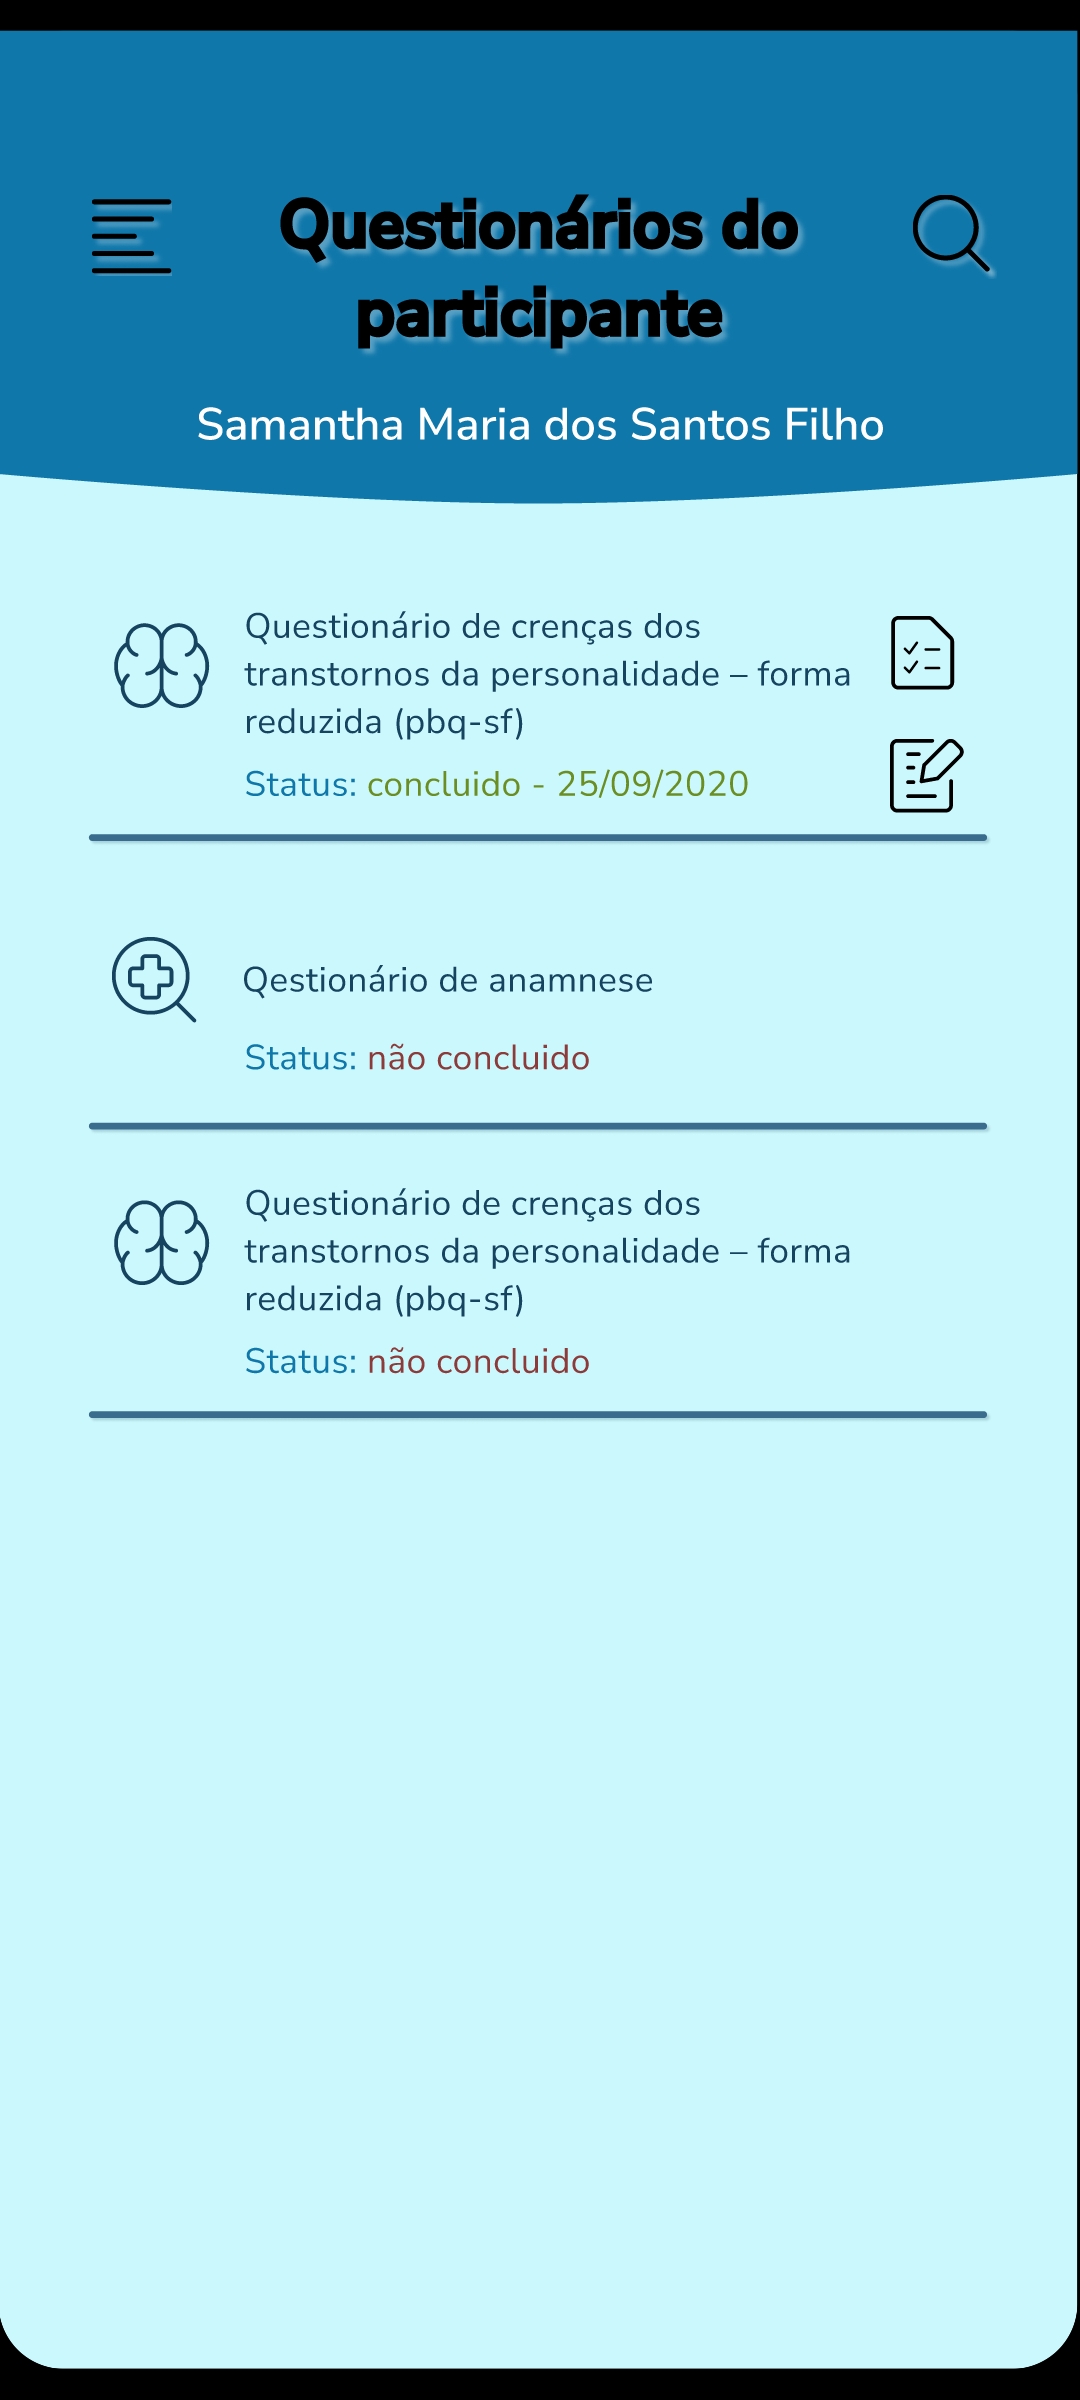 Questionários do
participante
Samantha Maria dos Santos Filho
Questionário de crenças dos
transtornos da personalidade – forma
reduzida (pbq-sf)
Status: concluido - 25/09/2020
Qestionário de anamnese
Status: não concluido
Questionário de crenças dos
transtornos da personalidade – forma
reduzida (pbq-sf)
Status: não concluido